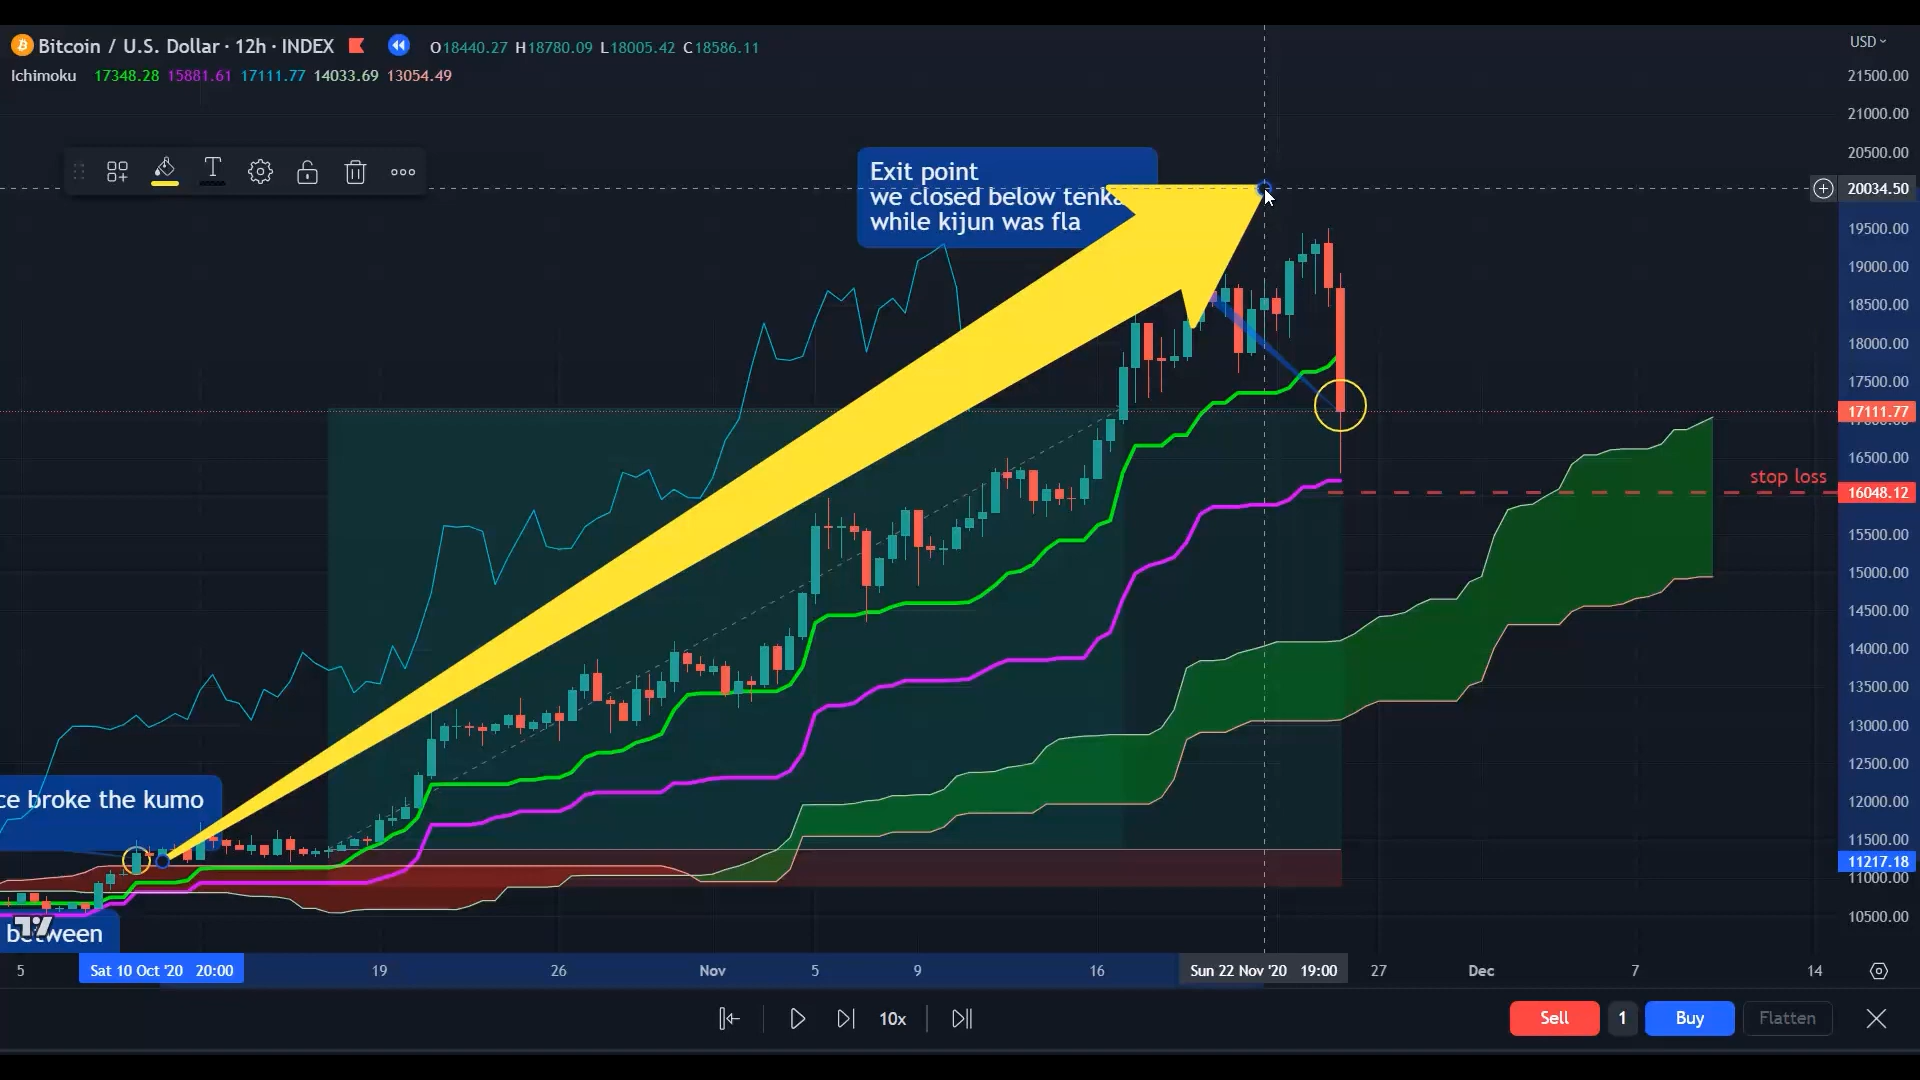 Bitcoin / U.S. Dollar · 12h · INDEX
O18440.27 H18780.09 L18005.42 C18586.11
USD
Ichimoku 17348.28 15881.61 17111.77 14033.69 13054.49
21500.00
21000.00
20500.00
Exit point
we closed below tenka
while kijun was fla
20034.50
19500.00
19000.00
18500.00
18000.00
17500.00
17111.77
16500.00
stop loss
16048.12
15500.00
15000.00
14500.00
14000.00
13500.00
13000.00
12500.00
12000.00
11500.00
11217.18
11000.00
10500.00
ce broke the kumo
between
5 Sat 10 Oct '20 20:00 19 26 Nov 5 9 16 Sun 22 Nov '20 19:00 27 Dec 7 14
10x
Sell 1 Buy Flatten